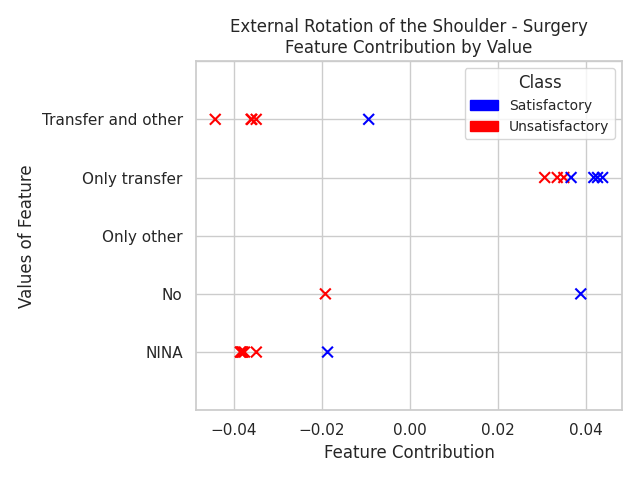 External Rotation of the Shoulder - Surgery
Feature Contribution by Value
Class
Satisfactory
Unsatisfactory
Transfer and other
Only transfer
Only other
No
NINA
Values of Feature
−0.04 −0.02 0.00 0.02 0.04
Feature Contribution